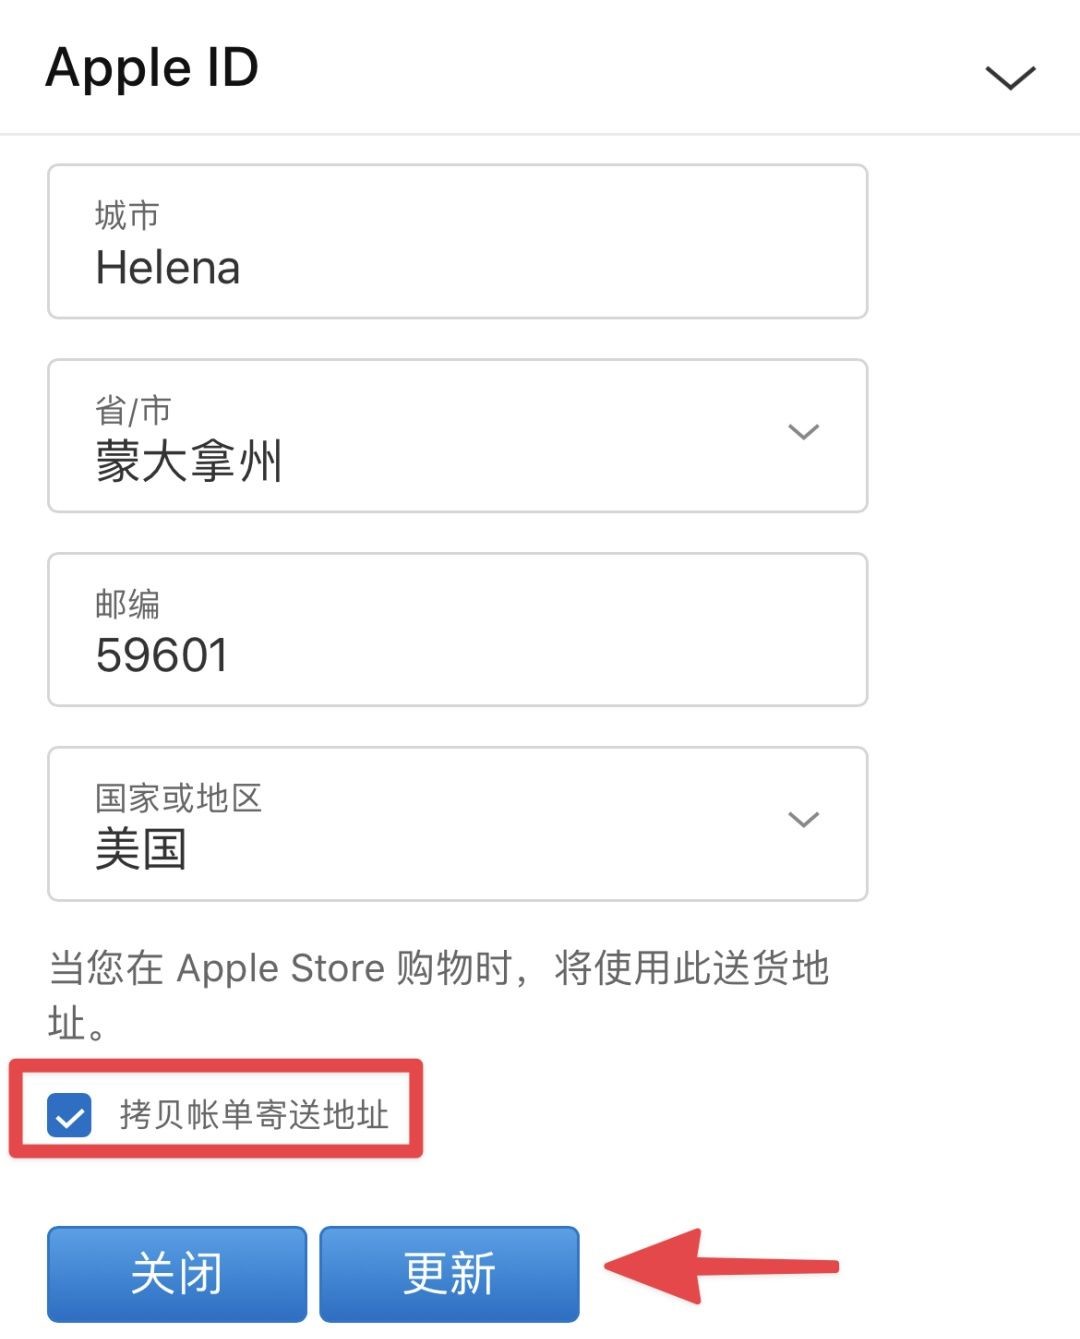 Apple ID
城市
Helena
省/市
蒙大拿州
邮编
59601
国家或地区
美国
当您在 Apple Store 购物时，将使用此送货地
址。
拷贝帐单寄送地址
关闭
更新